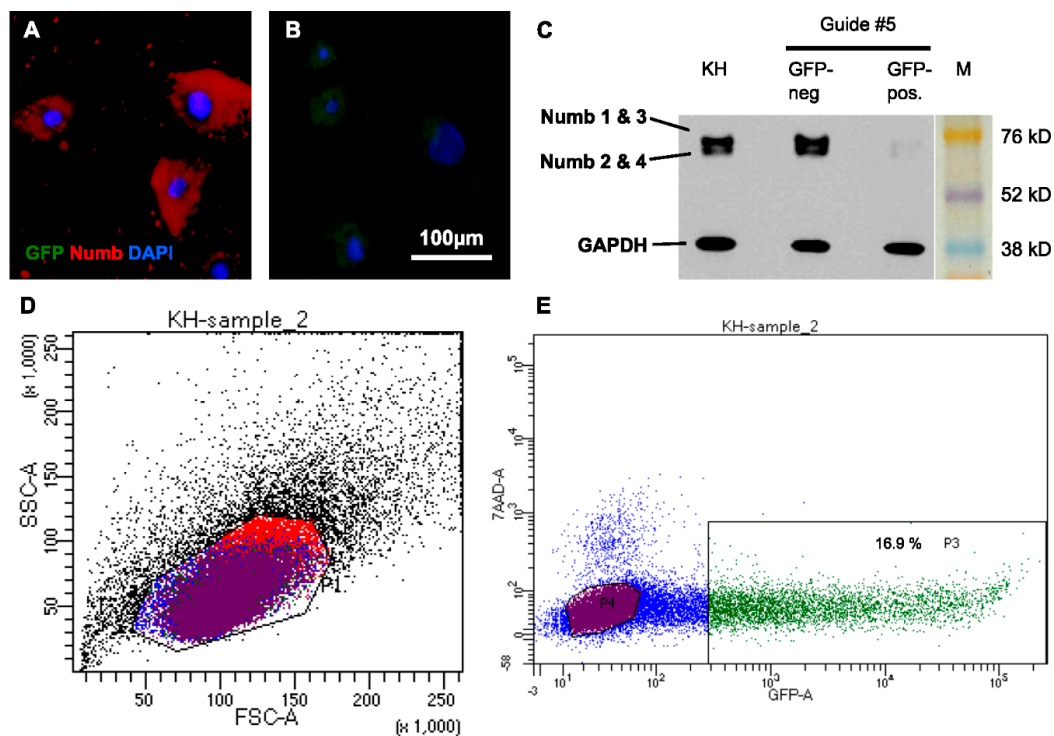 A
GFP Numb DAPI
B
100µm
C
Guide #5
KH
GFP-
neg
GFP-
pos.
M
Numb 1 & 3
Numb 2 & 4
GAPDH
76 kD
52 kD
38 kD
D
KH-sample_2
SSC-A
(x 1,000)
250
200
150
100
50
P1
50 100 150 200 250
FSC-A
(x 1,000)
E
KH-sample_2
7AAD-A
10^5
10^4
10^3
10^2
0
-58
16.9 % P3
P4
-3 10^1 10^2 10^3 10^4 10^5
GFP-A